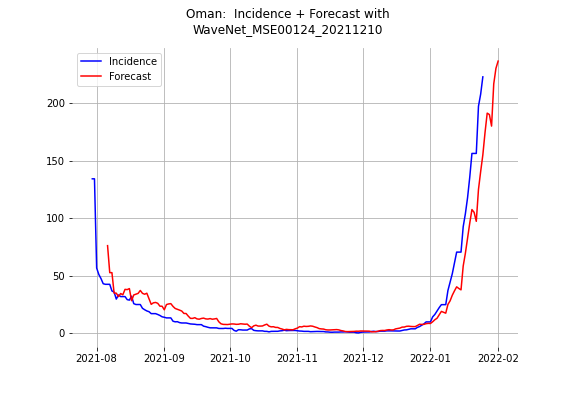 Oman:  Incidence + Forecast with
WaveNet_MSE00124_20211210
Incidence
Forecast
200
150
100
50
0
2021-08 2021-09 2021-10 2021-11 2021-12 2022-01 2022-02